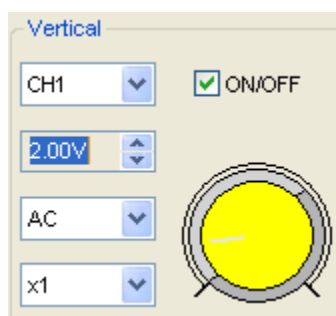 Vertical
CH1
ON/OFF
2.00V
AC
x1